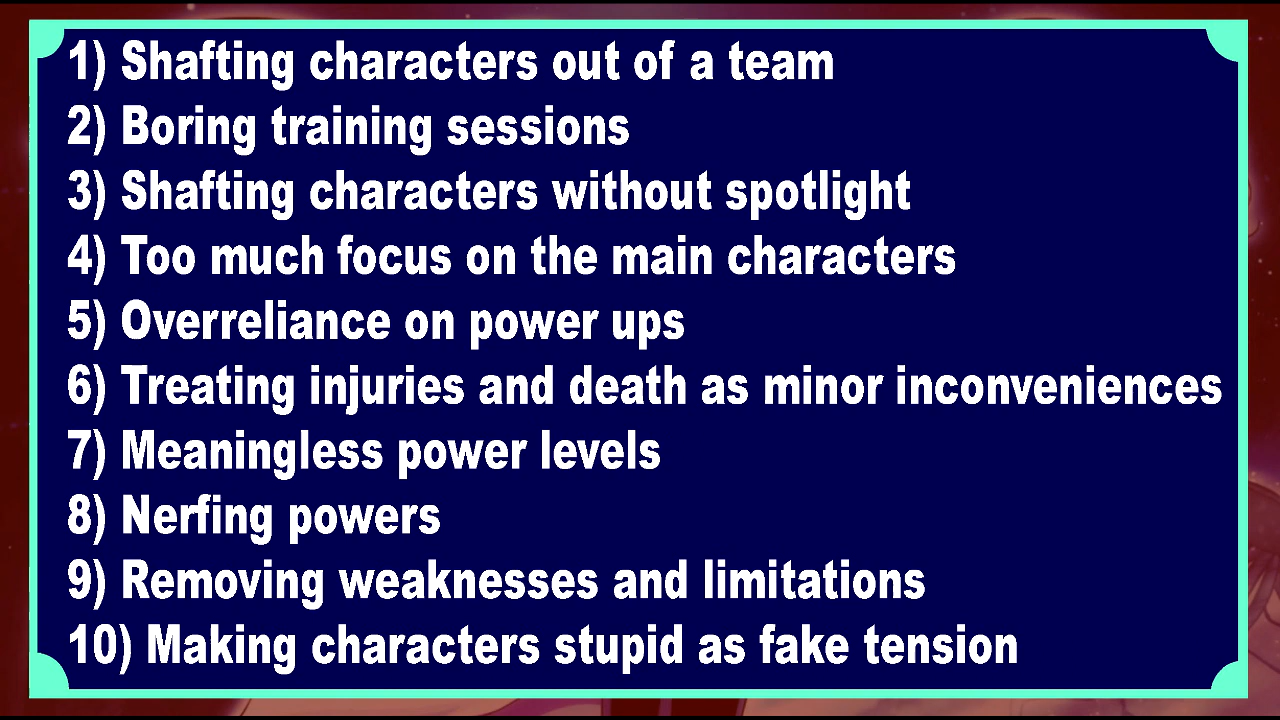 1) Shafting characters out of a team
2) Boring training sessions
3) Shafting characters without spotlight
4) Too much focus on the main characters
5) Overreliance on power ups
6) Treating injuries and death as minor inconveniences
7) Meaningless power levels
8) Nerfing powers
9) Removing weaknesses and limitations
10) Making characters stupid as fake tension